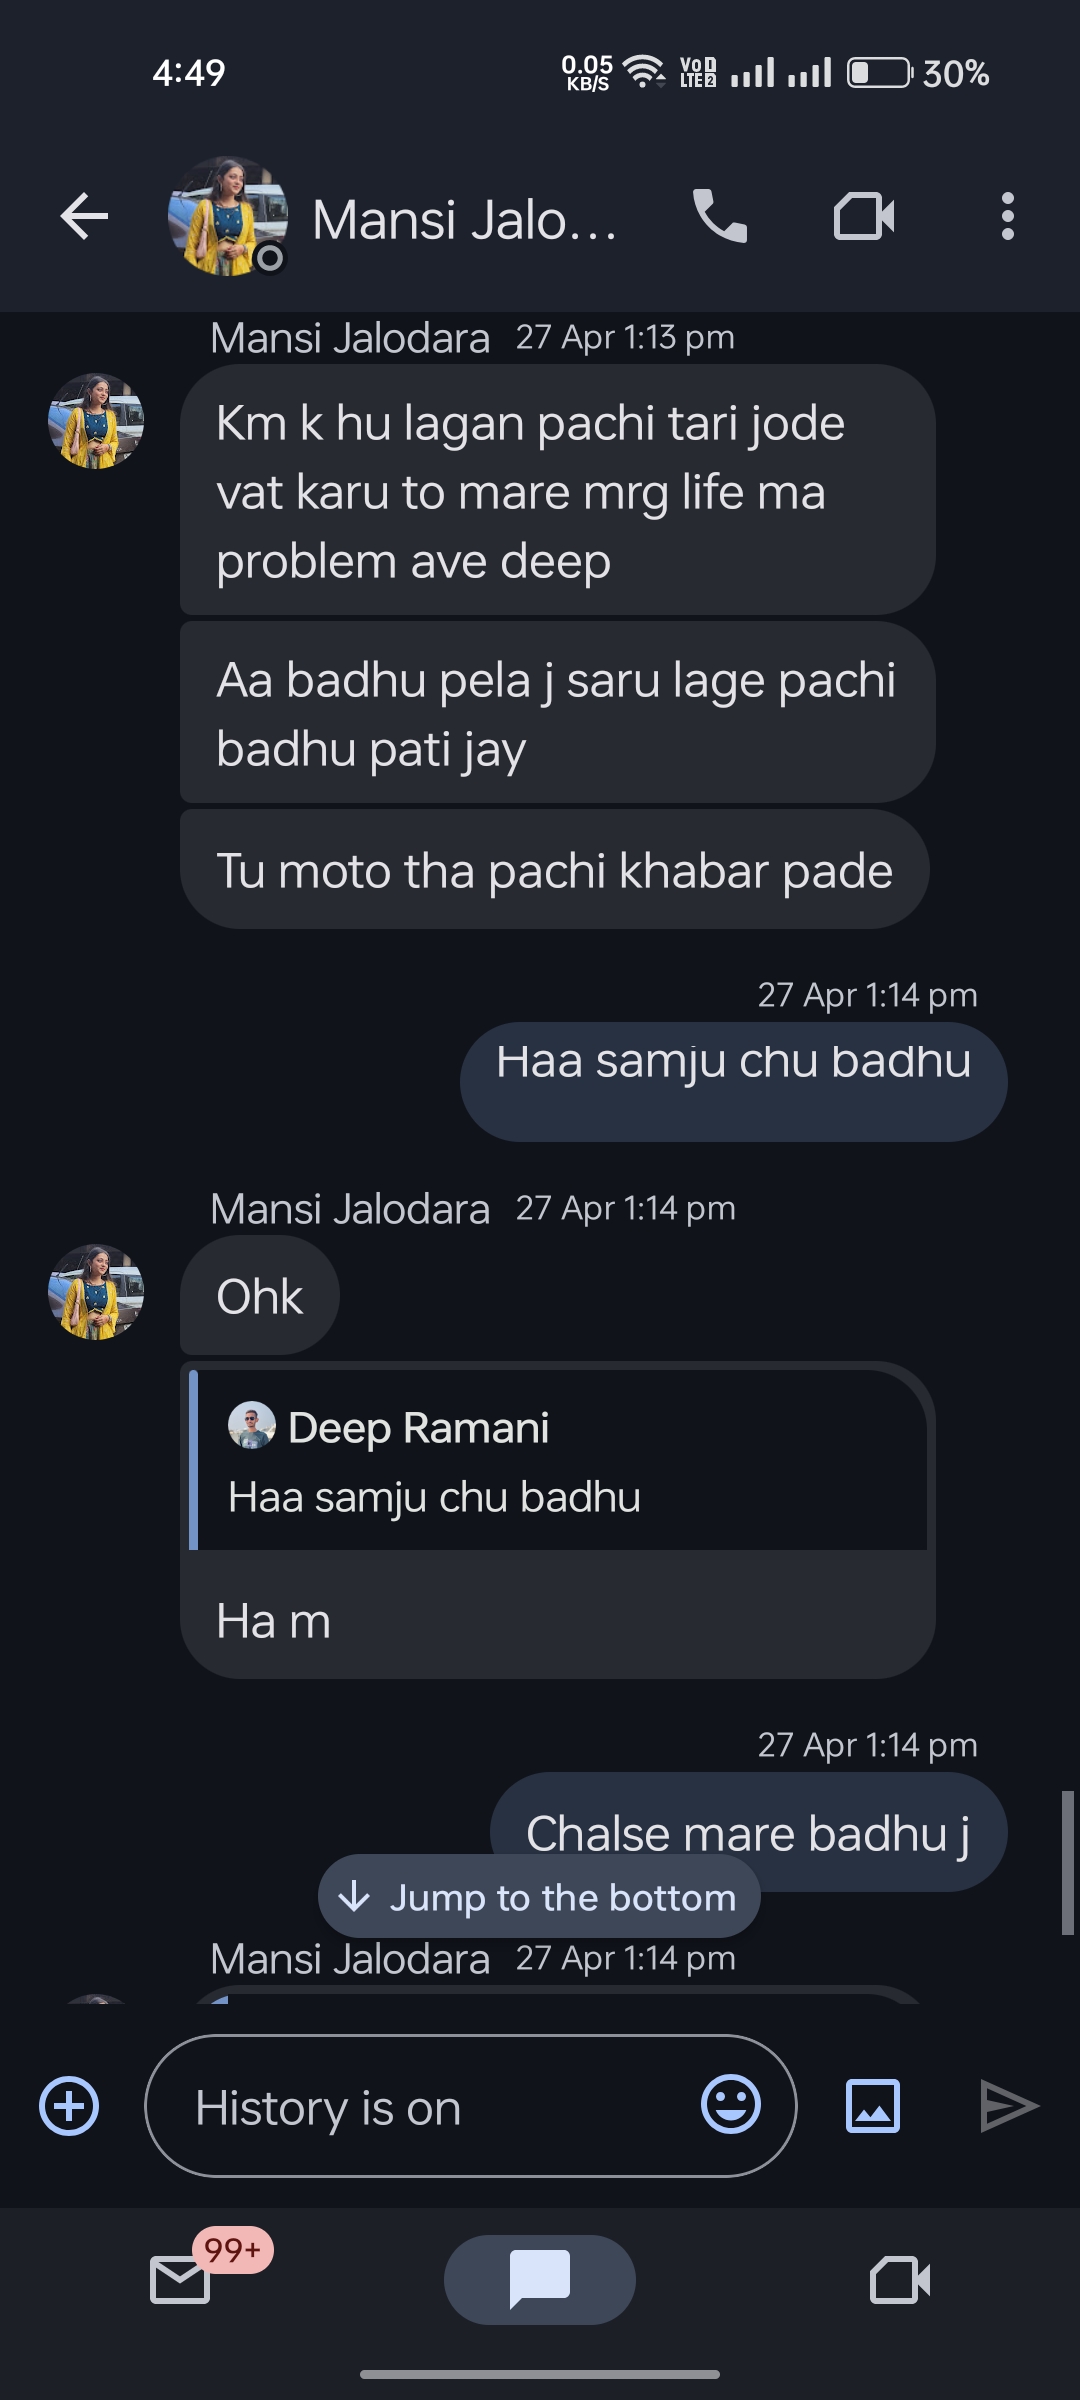 4:49
0.05
KB/S
Vo 1
LTE 2
30%
Mansi Jalo...
Mansi Jalodara 27 Apr 1:13 pm
Km k hu lagan pachi tari jode
vat karu to mare mrg life ma
problem ave deep
Aa badhu pela j saru lage pachi
badhu pati jay
Tu moto tha pachi khabar pade
27 Apr 1:14 pm
Haa samju chu badhu
Mansi Jalodara 27 Apr 1:14 pm
Ohk
Deep Ramani
Haa samju chu badhu
Ha m
27 Apr 1:14 pm
Chalse mare badhu j
Jump to the bottom
Mansi Jalodara 27 Apr 1:14 pm
History is on
99+